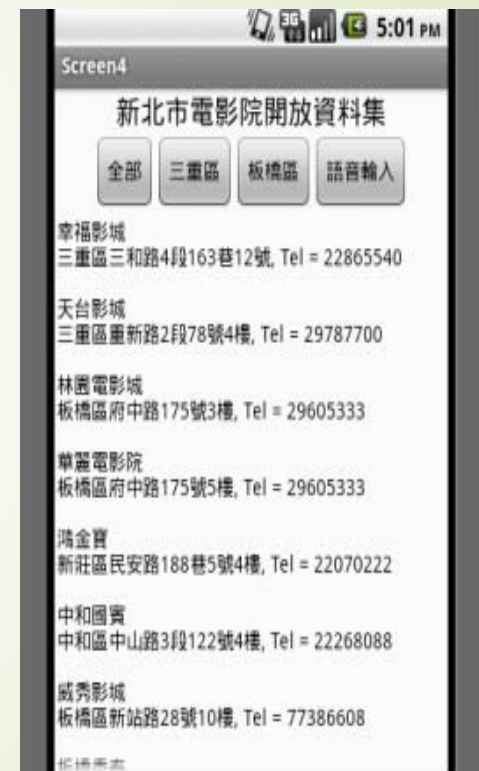 3G
5:01 PM
Screen4
新北市電影院開放資料集
全部 三重區 板橋區 語音輸入
幸福影城
三重區三和路4段163巷12號, Tel = 22865540
天台影城
三重區重新路2段78號4樓, Tel = 29787700
林園電影城
板橋區府中路175號3樓, Tel = 29605333
華麗電影院
板橋區府中路175號5樓, Tel = 29605333
鴻金寶
新莊區民安路188巷5號4樓, Tel = 22070222
中和國賓
中和區中山路3段122號4樓, Tel = 22268088
威秀影城
板橋區新站路28號10樓, Tel = 77386608